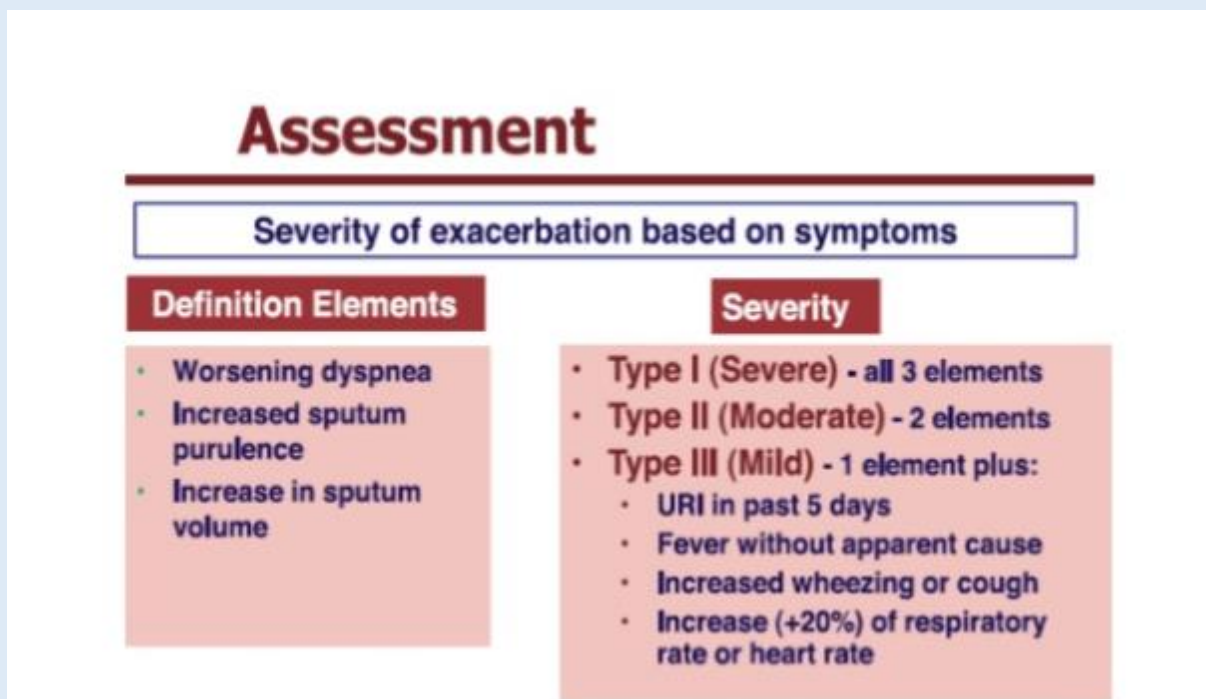 Assessment
Severity of exacerbation based on symptoms
Definition Elements
• Worsening dyspnea
• Increased sputum
purulence
• Increase in sputum
volume
Severity
• Type I (Severe) - all 3 elements
• Type II (Moderate) - 2 elements
• Type III (Mild) - 1 element plus:
• URI in past 5 days
• Fever without apparent cause
• Increased wheezing or cough
• Increase (+20%) of respiratory
rate or heart rate